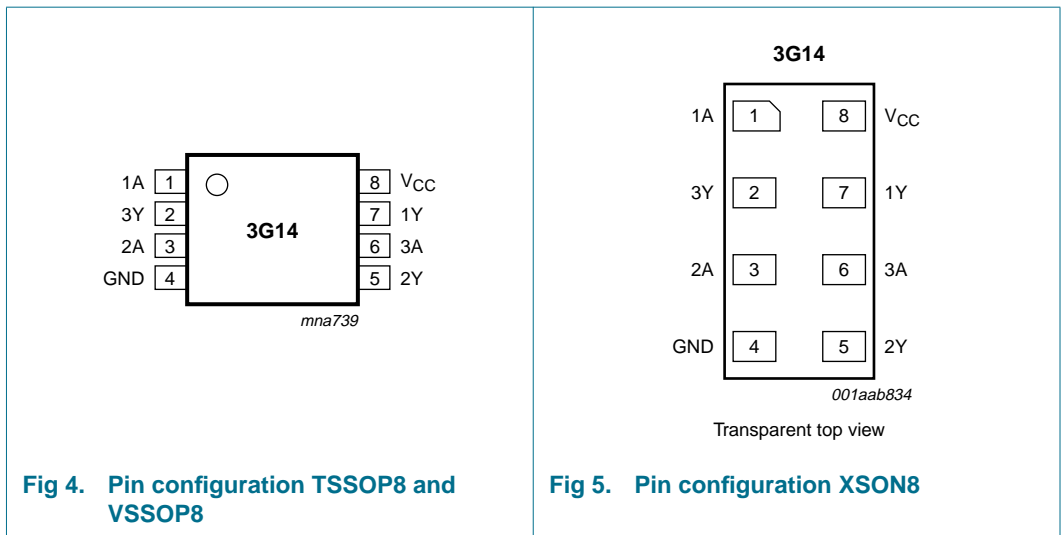 1A 1 8 VCC
3Y 2 7 1Y
3G14
2A 3 6 3A
GND 4 5 2Y
mna739
Fig 4. Pin configuration TSSOP8 and
VSSOP8
3G14
1A 1 8 VCC
3Y 2 7 1Y
2A 3 6 3A
GND 4 5 2Y
001aab834
Transparent top view
Fig 5. Pin configuration XSON8